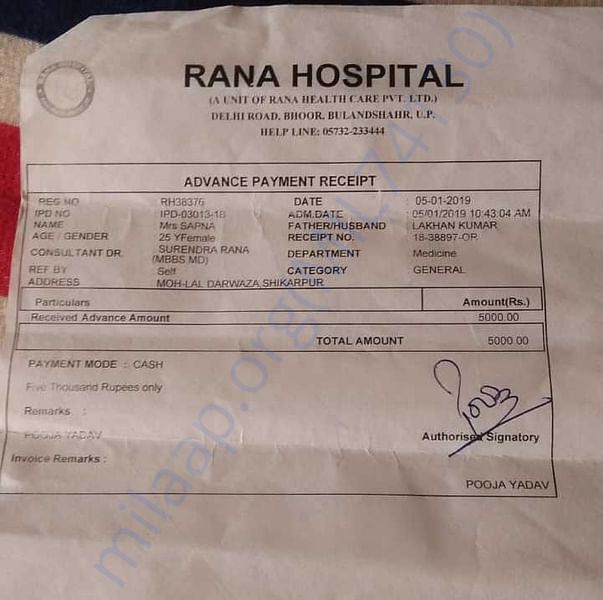 RANA HOSPITAL
(A UNIT OF RANA HEALTH CARE PVT. LTD.)
DELHI ROAD, BHOOR, BULANDSHAHR, U.P.
HELP LINE: 05732-233444
ADVANCE PAYMENT RECEIPT
REG NO RH38376 DATE : 05-01-2019
IPD NO IPD-03013-18 ADM.DATE : 05/01/2019 10:43:04 AM
NAME Mrs SAPNA FATHER/HUSBAND LAKHAN KUMAR
AGE / GENDER 25 YFemale RECEIPT NO. 18-38897-OP
CONSULTANT DR. SURENDRA RANA (MBBS MD) DEPARTMENT Medicine
REF BY Self CATEGORY GENERAL
ADDRESS MOH-LAL DARWAZA,SHIKARPUR
Particulars Amount(Rs.)
Received Advance Amount 5000.00
TOTAL AMOUNT 5000.00
PAYMENT MODE : CASH
Five Thousand Rupees only
Remarks :
POOJA YADAV
Authorised Signatory
Invoice Remarks :
POOJA YADAV